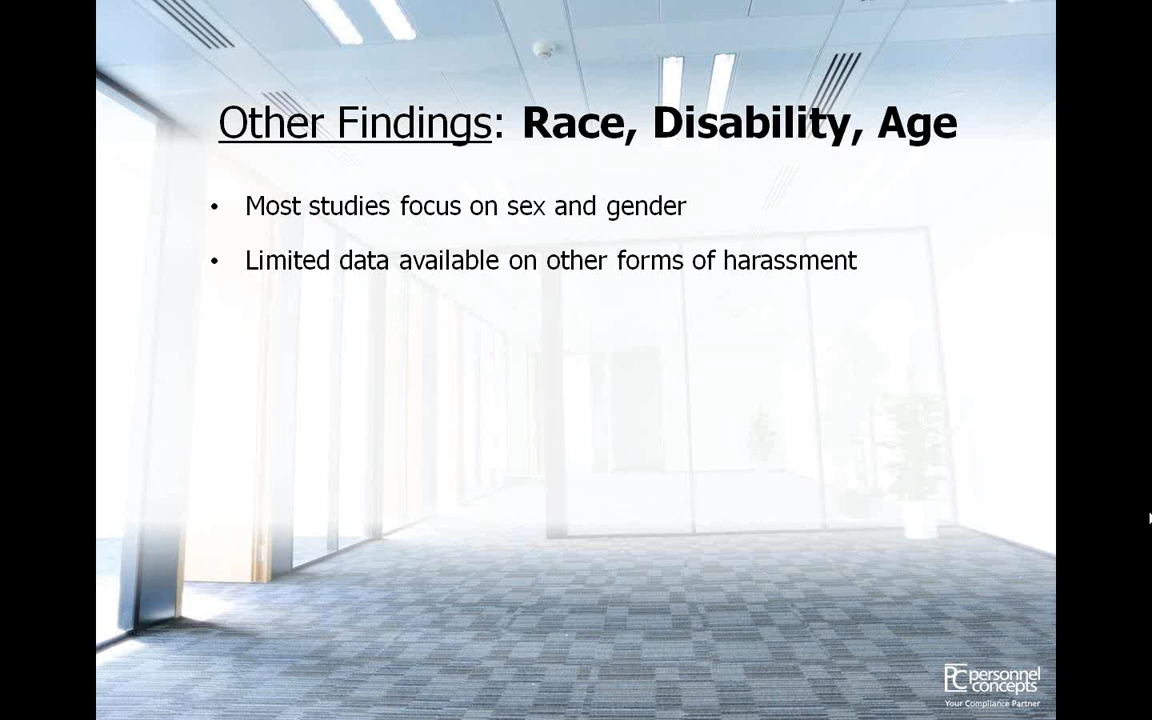 Other Findings: Race, Disability, Age
• Most studies focus on sex and gender
• Limited data available on other forms of harassment
PC personnel
concepts
Your Compliance Partner